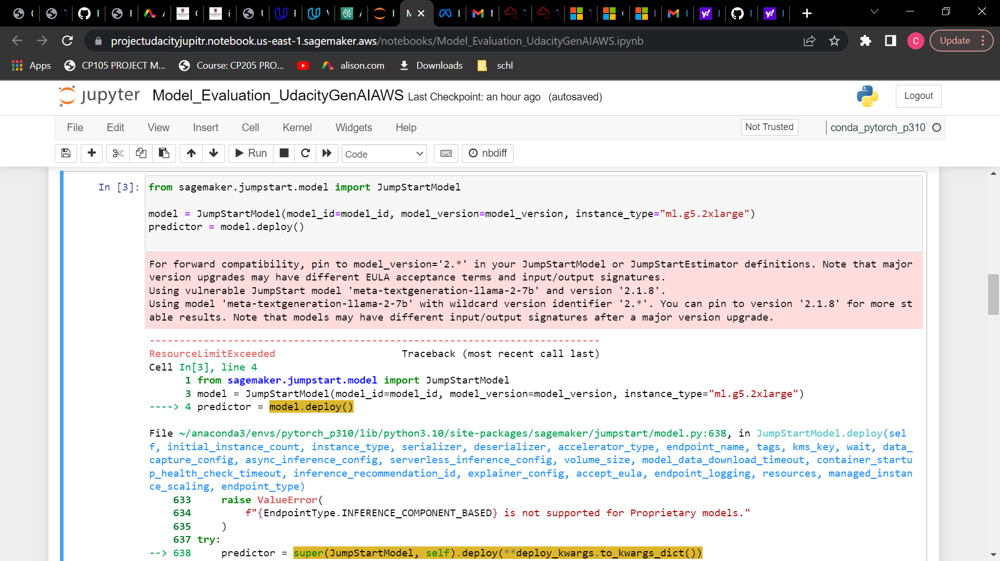 projectudacityjupitr.notebook.us-east-1.sagemaker.aws/notebooks/Model_Evaluation_UdacityGenAIAWS.ipynb
C
Update
Apps
CP105 PROJECT M...
Course: CP205 PRO...
alison.com
Downloads
schl
jupyter
Model_Evaluation_UdacityGenAIAWS Last Checkpoint: an hour ago (autosaved)
Logout
File Edit View Insert Cell Kernel Widgets Help
Not Trusted
conda_pytorch_p310
Run
Code
nbdiff
In [3]: from sagemaker.jumpstart.model import JumpStartModel
model = JumpStartModel(model_id=model_id, model_version=model_version, instance_type="ml.g5.2xlarge")
predictor = model.deploy()
For forward compatibility, pin to model_version='2.*' in your JumpStartModel or JumpStartEstimator definitions. Note that major
version upgrades may have different EULA acceptance terms and input/output signatures.
Using vulnerable JumpStart model 'meta-textgeneration-llama-2-7b' and version '2.1.8'.
Using model 'meta-textgeneration-llama-2-7b' with wildcard version identifier '2.*'. You can pin to version '2.1.8' for more st
able results. Note that models may have different input/output signatures after a major version upgrade.
---------------------------------------------------------------------------
ResourceLimitExceeded Traceback (most recent call last)
Cell In[3], line 4
1 from sagemaker.jumpstart.model import JumpStartModel
3 model = JumpStartModel(model_id=model_id, model_version=model_version, instance_type="ml.g5.2xlarge")
----> 4 predictor = model.deploy()
File ~/anaconda3/envs/pytorch_p310/lib/python3.10/site-packages/sagemaker/jumpstart/model.py:638, in JumpStartModel.deploy(sel
f, initial_instance_count, instance_type, serializer, deserializer, accelerator_type, endpoint_name, tags, kms_key, wait, data_
capture_config, async_inference_config, serverless_inference_config, volume_size, model_data_download_timeout, container_startu
p_health_check_timeout, inference_recommendation_id, explainer_config, accept_eula, endpoint_logging, resources, managed_instan
ce_scaling, endpoint_type)
633 raise ValueError(
634 f"{EndpointType.INFERENCE_COMPONENT_BASED} is not supported for Proprietary models."
635 )
637 try:
--> 638 predictor = super(JumpStartModel, self).deploy(**deploy_kwargs.to_kwargs_dict())